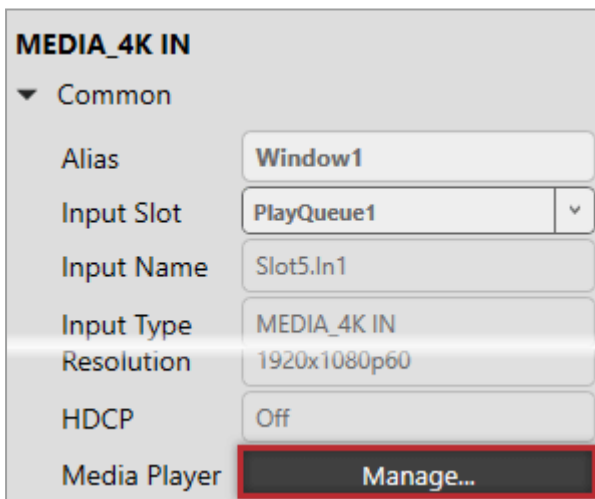 MEDIA_4K IN
Common
Alias Window1
Input Slot PlayQueue1
Input Name Slot5.In1
Input Type MEDIA_4K IN
Resolution 1920x1080p60
HDCP Off
Media Player Manage...